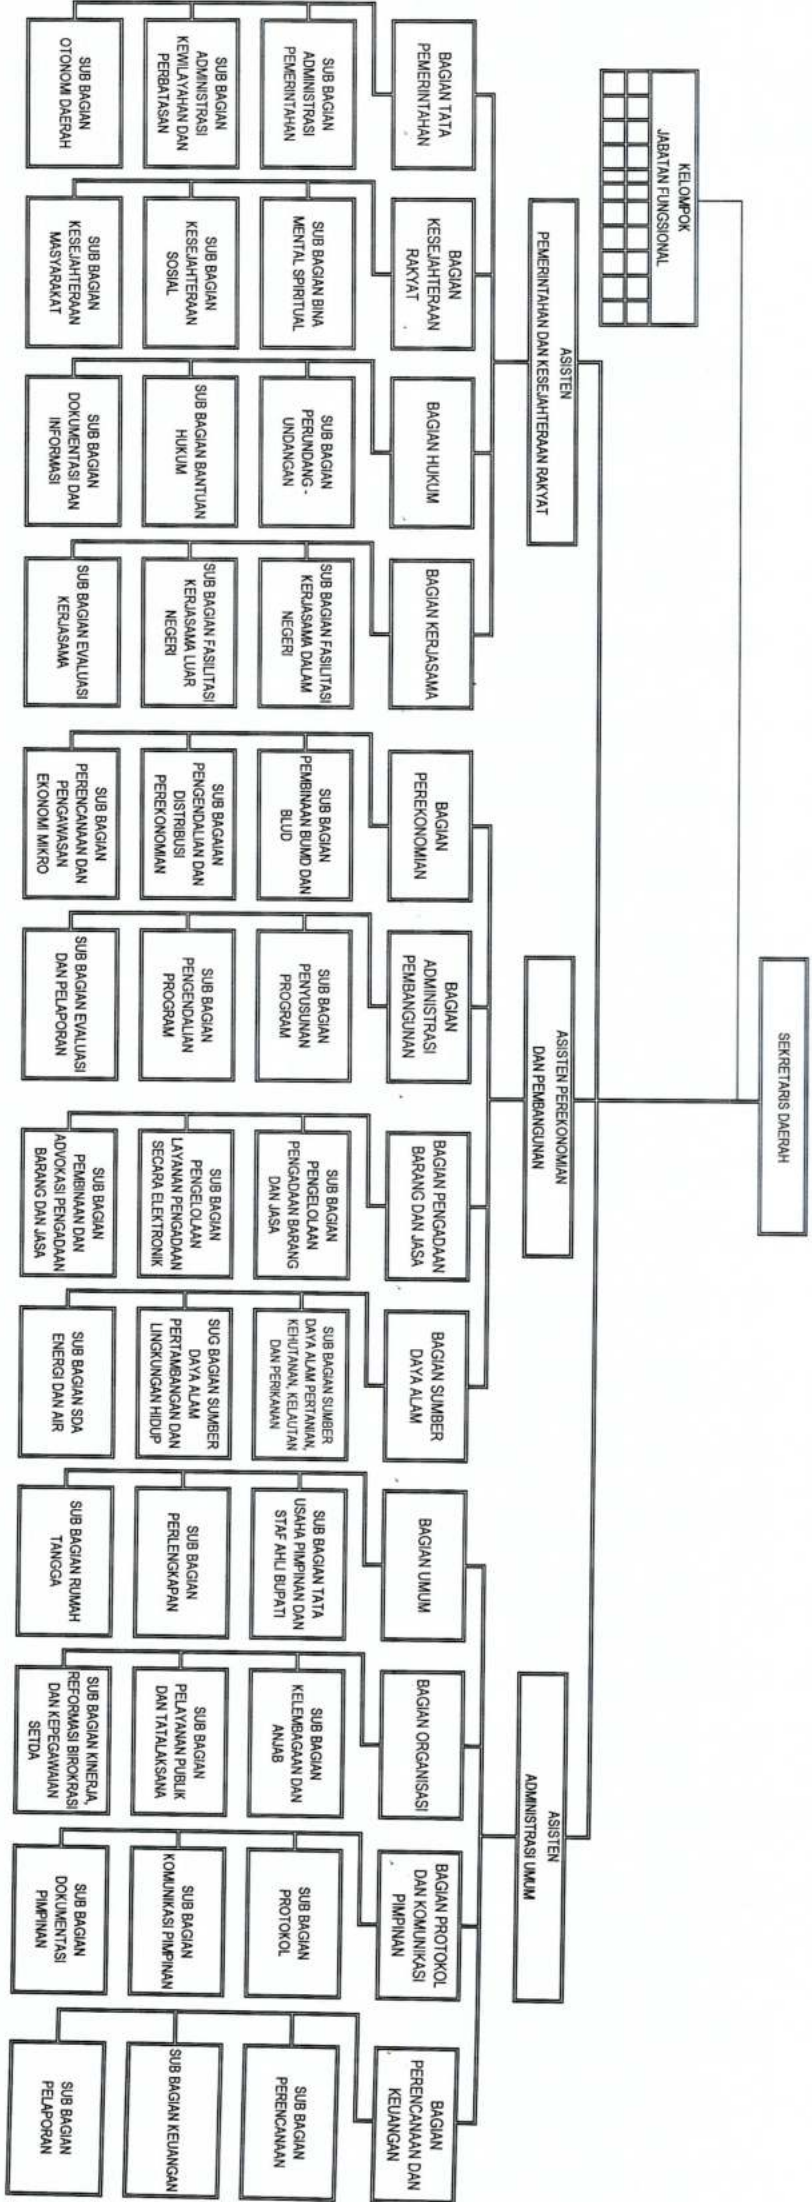 SEKRETARIS DAERAH
KELOMPOK
JABATAN FUNGSIONAL
ASISTEN
PEMERINTAHAN DAN KESEJAHTERAAN RAKYAT
ASISTEN PEREKONOMIAN
DAN PEMBANGUNAN
ASISTEN
ADMINISTRASI UMUM
BAGIAN TATA
PEMERINTAHAN
BAGIAN
KESEJAHTERAAN
RAKYAT
BAGIAN HUKUM
BAGIAN KERJASAMA
BAGIAN
PEREKONOMIAN
BAGIAN
ADMINISTRASI
PEMBANGUNAN
BAGIAN PENGADAAN
BARANG DAN JASA
BAGIAN SUMBER
DAYA ALAM
BAGIAN UMUM
BAGIAN ORGANISASI
BAGIAN PROTOKOL
DAN KOMUNIKASI
PIMPINAN
BAGIAN
PERENCANAAN DAN
KEUANGAN
SUB BAGIAN
ADMINISTRASI
PEMERINTAHAN
SUB BAGIAN BINA
MENTAL SPIRITUAL
SUB BAGIAN
PERUNDANG -
UNDANGAN
SUB BAGIAN FASILITASI
KERJASAMA DALAM
NEGERI
SUB BAGIAN
PEMBINAAN BUMD DAN
BLUD
SUB BAGIAN
PENYUSUNAN
PROGRAM
SUB BAGIAN
PENGELOLAAN
PENGADAAN BARANG
DAN JASA
SUB BAGIAN SUMBER
DAYA ALAM PERTANIAN,
KEHUTANAN, KELAUTAN
DAN PERIKANAN
SUB BAGIAN TATA
USAHA PIMPINAN DAN
STAF AHLI BUPATI
SUB BAGIAN
KELEMBAGAAN DAN
ANJAB
SUB BAGIAN
PROTOKOL
SUB BAGIAN
PERENCANAAN
SUB BAGIAN
ADMINISTRASI
KEWILAYAHAN DAN
PERBATASAN
SUB BAGIAN
KESEJAHTERAAN
SOSIAL
SUB BAGIAN BANTUAN
HUKUM
SUB BAGIAN FASILITASI
KERJASAMA LUAR
NEGERI
SUB BAGAIAN
PENGENDALIAN DAN
DISTRIBUSI
PEREKONOMIAN
SUB BAGIAN
PENGENDALIAN
PROGRAM
SUB BAGIAN
PENGELOLAAN
LAYANAN PENGADAAN
SECARA ELEKTRONIK
SUG BAGIAN SUMBER
DAYA ALAM
PERTAMBANGAN DAN
LINGKUNGAN HIDUP
SUB BAGIAN
PERLENGKAPAN
SUB BAGIAN
PELAYANAN PUBLIK
DAN TATALAKSANA
SUB BAGIAN
KOMUNIKASI PIMPINAN
SUB BAGIAN KEUANGAN
SUB BAGIAN
OTONOMI DAERAH
SUB BAGIAN
KESEJAHTERAAN
MASYARAKAT
SUB BAGIAN
DOKUMENTASI DAN
INFORMASI
SUB BAGIAN EVALUASI
KERJASAMA
SUB BAGIAN
PERENCANAAN DAN
PENGAWASAN
EKONOMI MIKRO
SUB BAGIAN EVALUASI
DAN PELAPORAN
SUB BAGIAN
PEMBINAAN DAN
ADVOKASI PENGADAAN
BARANG DAN JASA
SUB BAGIAN SDA
ENERGI DAN AIR
SUB BAGIAN RUMAH
TANGGA
SUB BAGIAN KINERJA,
REFORMASI BIROKRASI
DAN KEPEGAWAIAN
SETDA
SUB BAGIAN
DOKUMENTASI
PIMPINAN
SUB BAGIAN
PELAPORAN